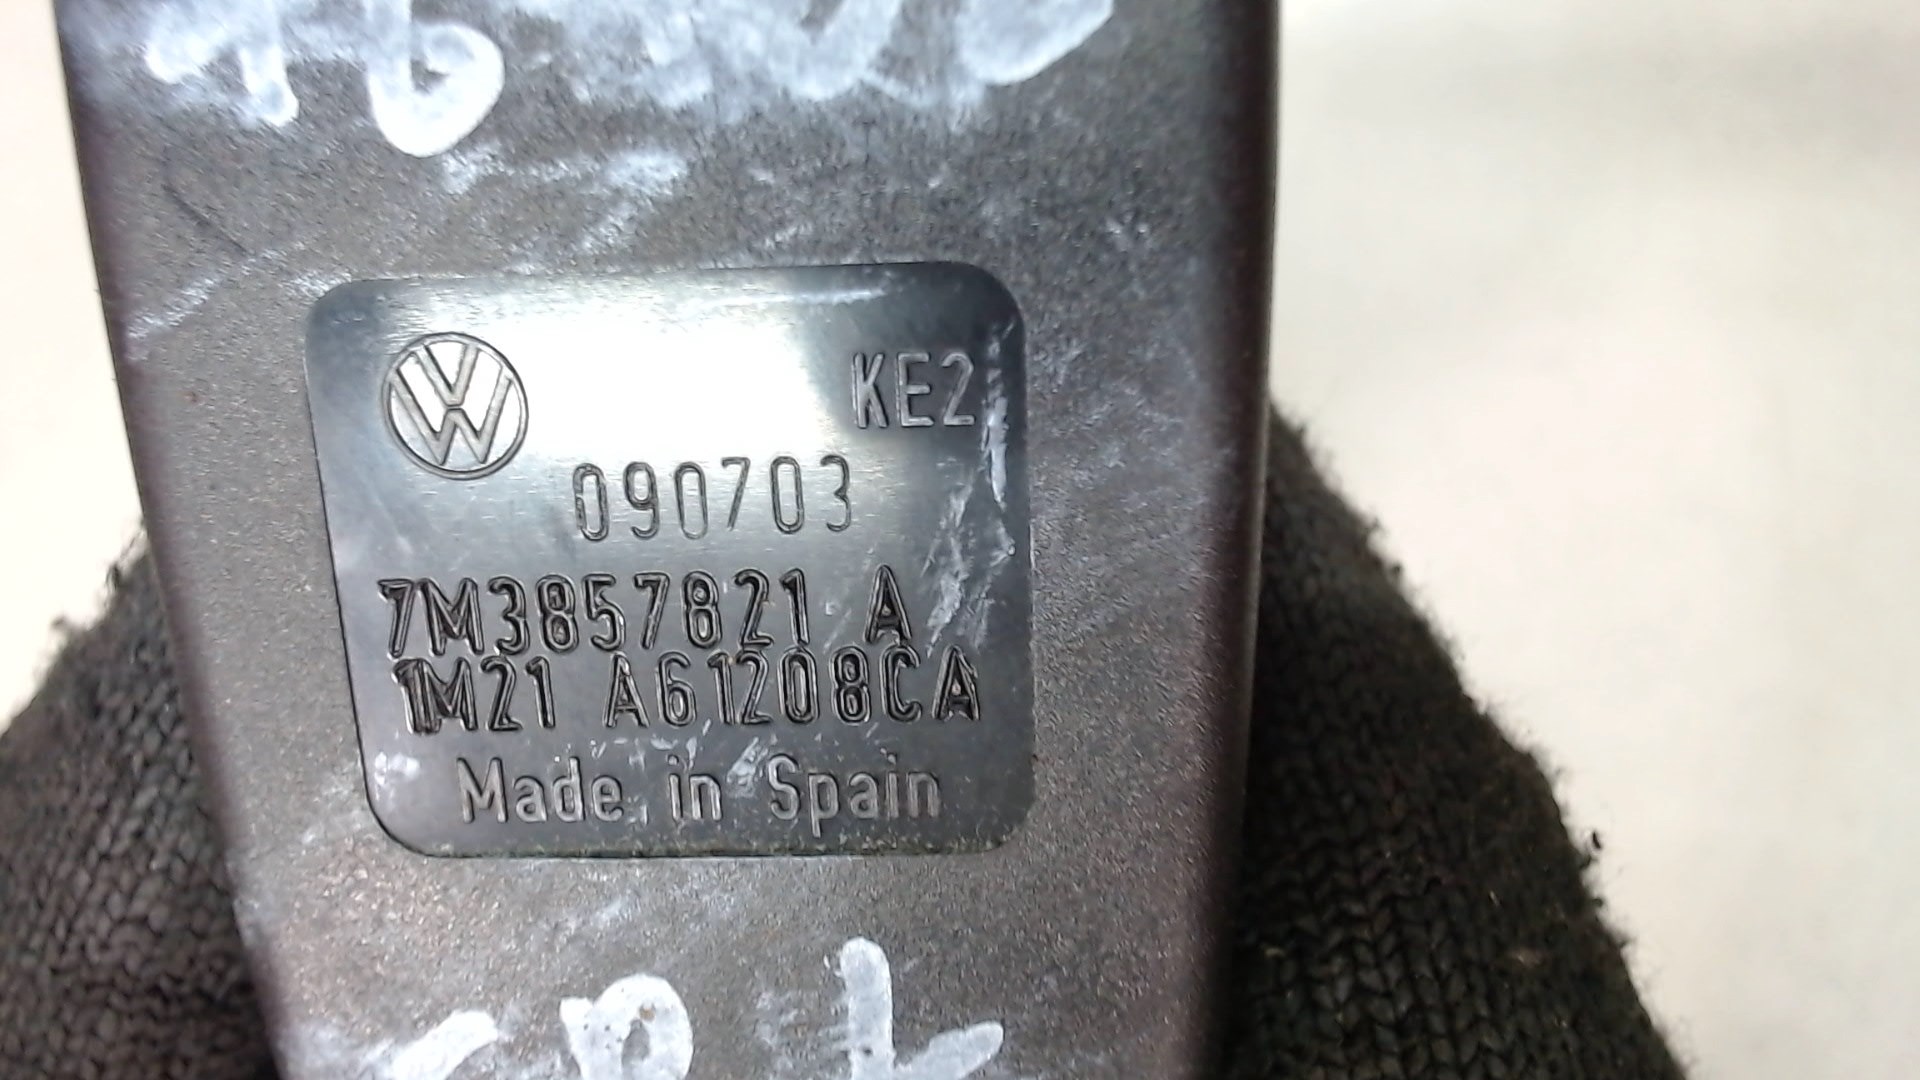 KE2
090703
7M3857821 A
1M21 A61208CA
Made in Spain